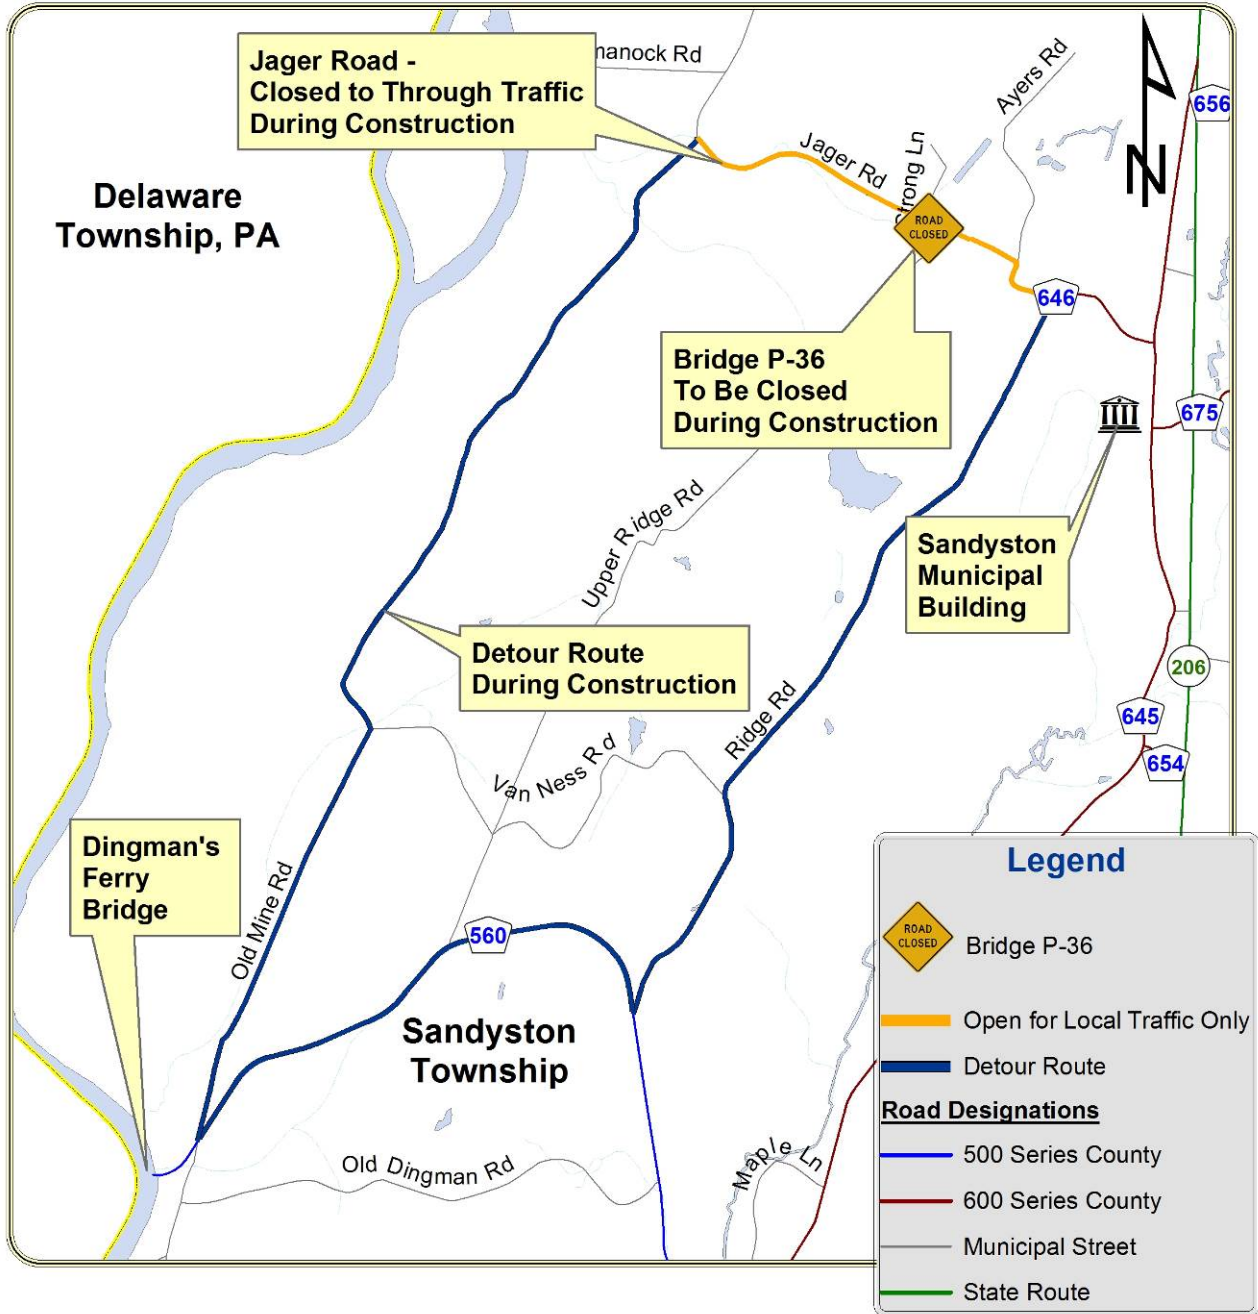 Jager Road -
Closed to Through Traffic
During Construction
manock Rd
Ayers Rd
656
Delaware
Township, PA
Jager Rd
Strong Ln
N
ROAD
CLOSED
646
Bridge P-36
To Be Closed
During Construction
675
Upper Ridge Rd
Sandyston
Municipal
Building
Detour Route
During Construction
206
Ridge Rd
645
654
Van Ness Rd
Dingman's
Ferry
Bridge
Old Mine Rd
560
Sandyston
Township
Old Dingman Rd
Maple Ln
Legend
ROAD
CLOSED
Bridge P-36
Open for Local Traffic Only
Detour Route
Road Designations
500 Series County
600 Series County
Municipal Street
State Route